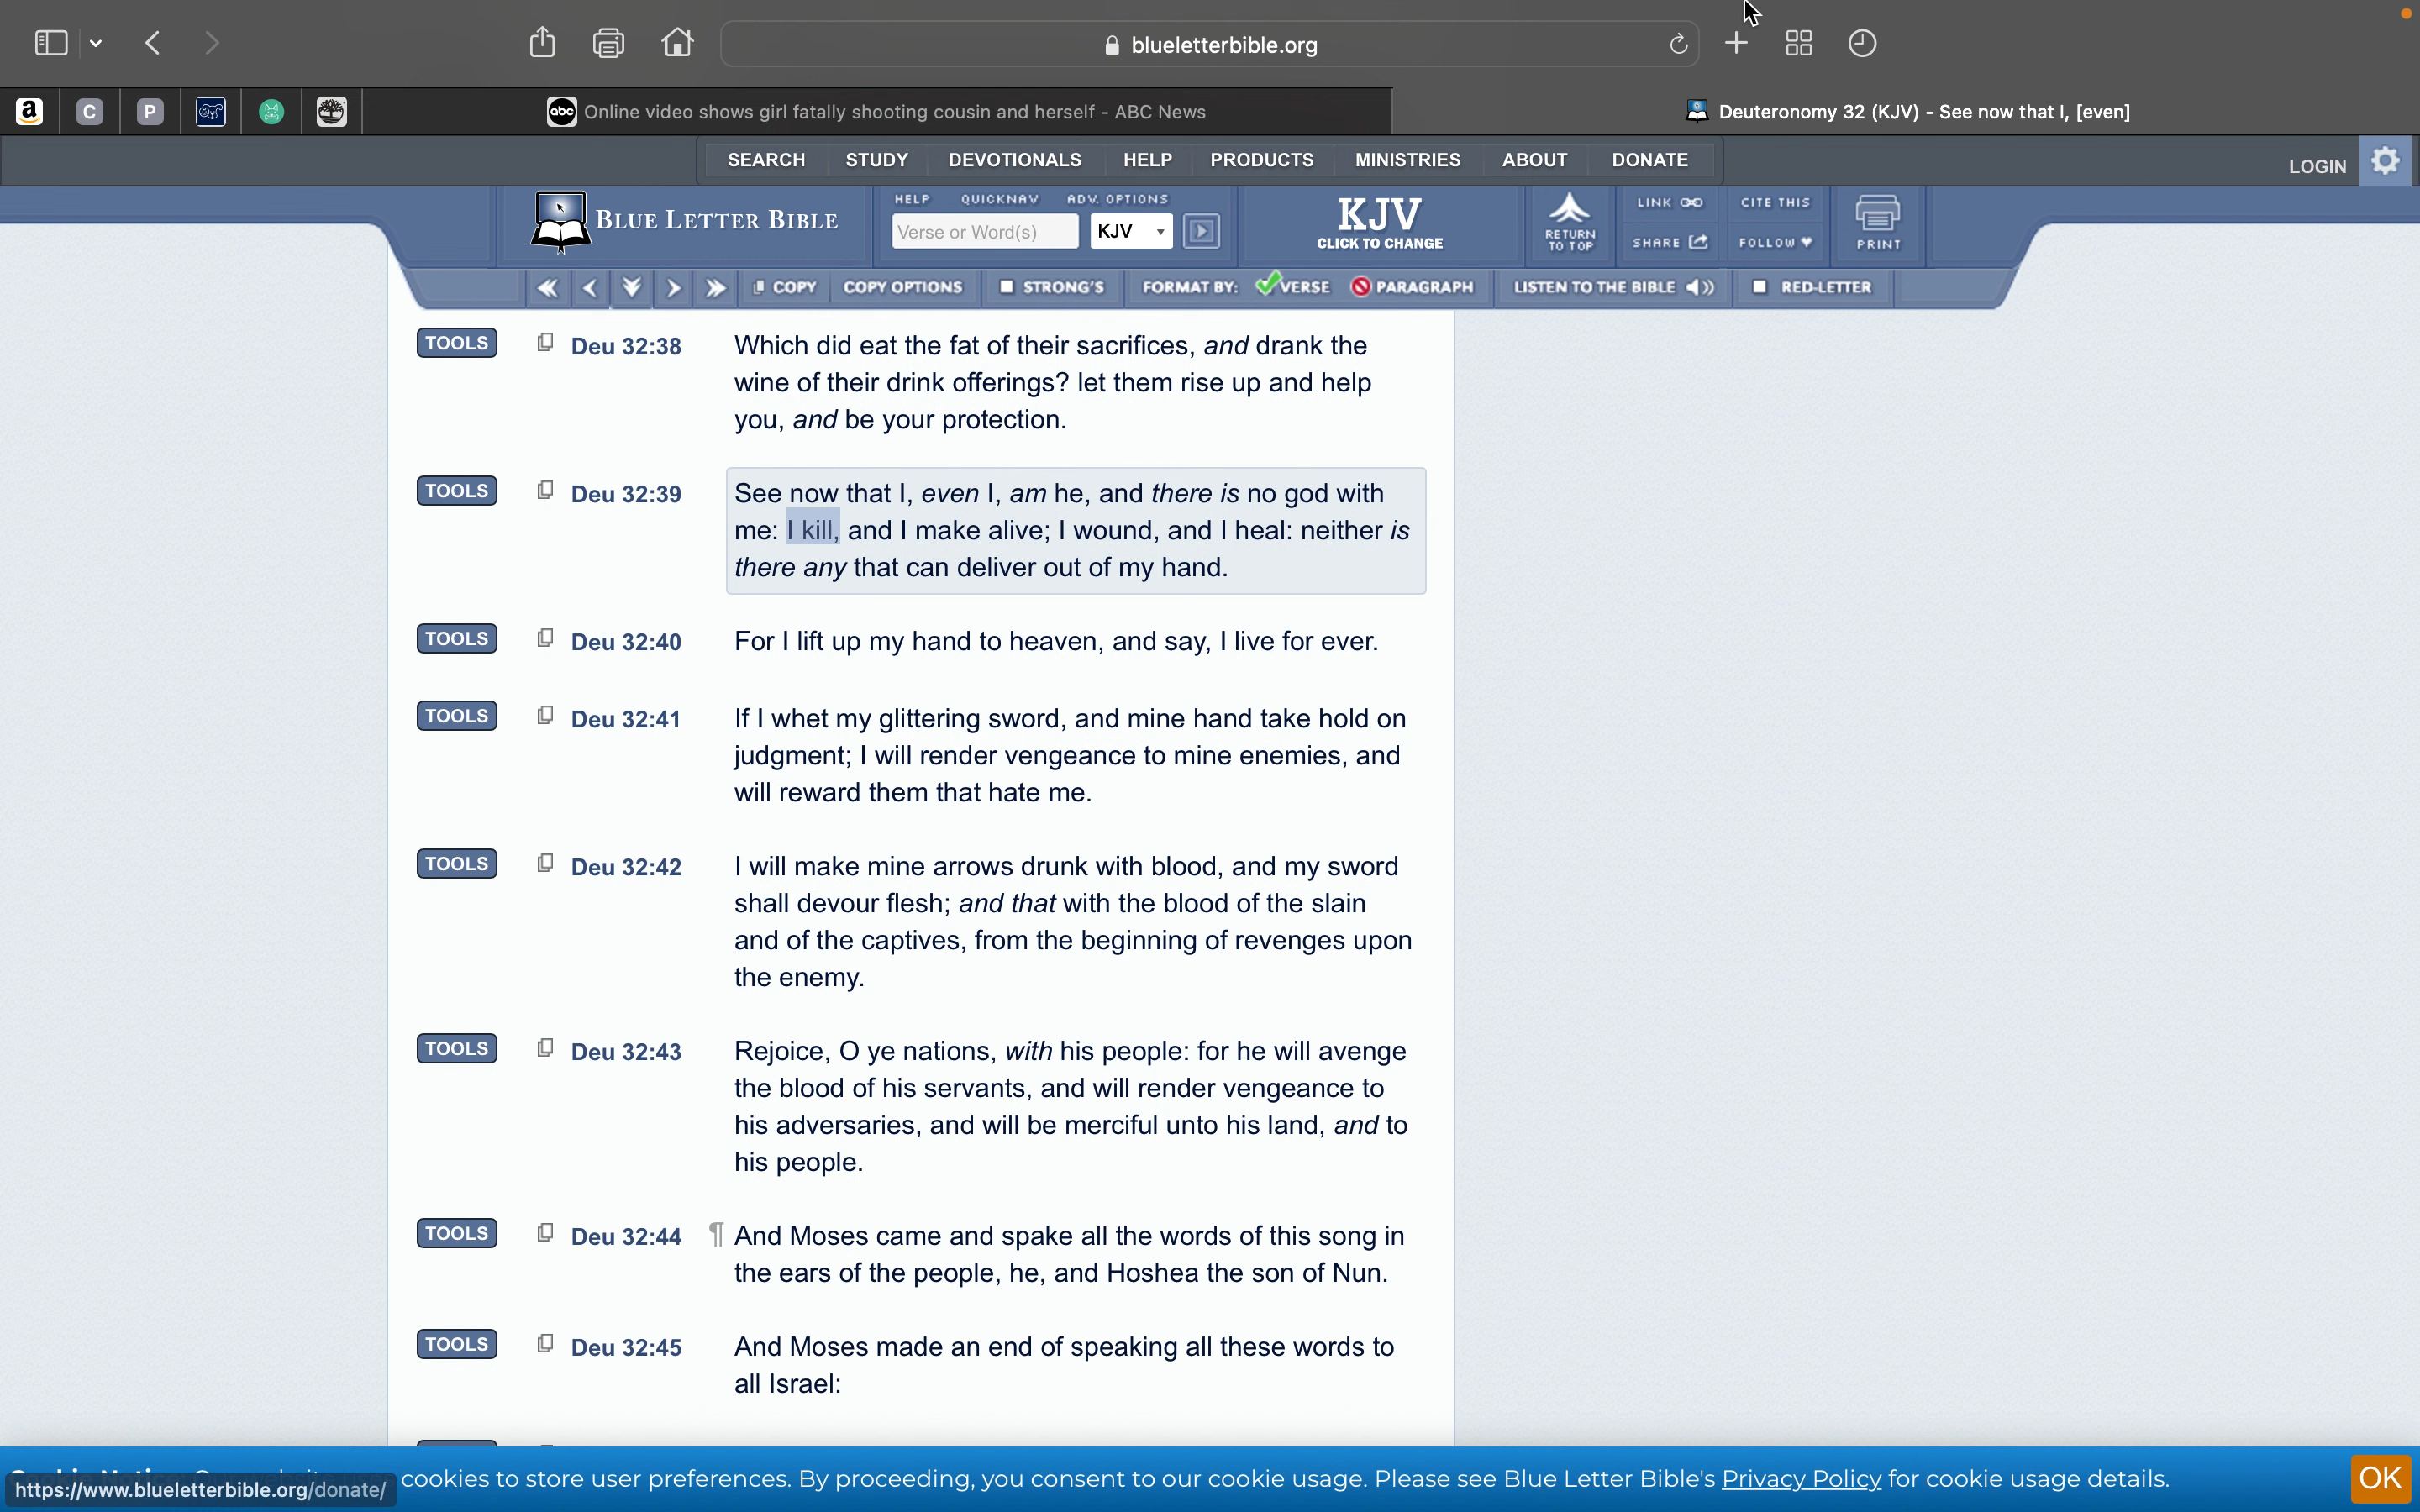 blueletterbible.org
a C P abc Online video shows girl fatally shooting cousin and herself - ABC News Deuteronomy 32 (KJV) - See now that I, [even]
SEARCH STUDY DEVOTIONALS HELP PRODUCTS MINISTRIES ABOUT DONATE LOGIN
HELP QUICKNAV ADV. OPTIONS
BLUE LETTER BIBLE
Verse or Word(s) KJV
KJV
CLICK TO CHANGE
RETURN
TO TOP
LINK CITE THIS
SHARE FOLLOW
PRINT
COPY COPY OPTIONS STRONG'S FORMAT BY: VERSE PARAGRAPH LISTEN TO THE BIBLE RED-LETTER
TOOLS Deu 32:38 Which did eat the fat of their sacrifices, and drank the
wine of their drink offerings? let them rise up and help
you, and be your protection.
TOOLS Deu 32:39 See now that I, even I, am he, and there is no god with
me: I kill, and I make alive; I wound, and I heal: neither is
there any that can deliver out of my hand.
TOOLS Deu 32:40 For I lift up my hand to heaven, and say, I live for ever.
TOOLS Deu 32:41 If I whet my glittering sword, and mine hand take hold on
judgment; I will render vengeance to mine enemies, and
will reward them that hate me.
TOOLS Deu 32:42 I will make mine arrows drunk with blood, and my sword
shall devour flesh; and that with the blood of the slain
and of the captives, from the beginning of revenges upon
the enemy.
TOOLS Deu 32:43 Rejoice, O ye nations, with his people: for he will avenge
the blood of his servants, and will render vengeance to
his adversaries, and will be merciful unto his land, and to
his people.
TOOLS Deu 32:44 ¶ And Moses came and spake all the words of this song in
the ears of the people, he, and Hoshea the son of Nun.
TOOLS Deu 32:45 And Moses made an end of speaking all these words to
all Israel:
cookies to store user preferences. By proceeding, you consent to our cookie usage. Please see Blue Letter Bible's Privacy Policy for cookie usage details. OK
https://www.blueletterbible.org/donate/